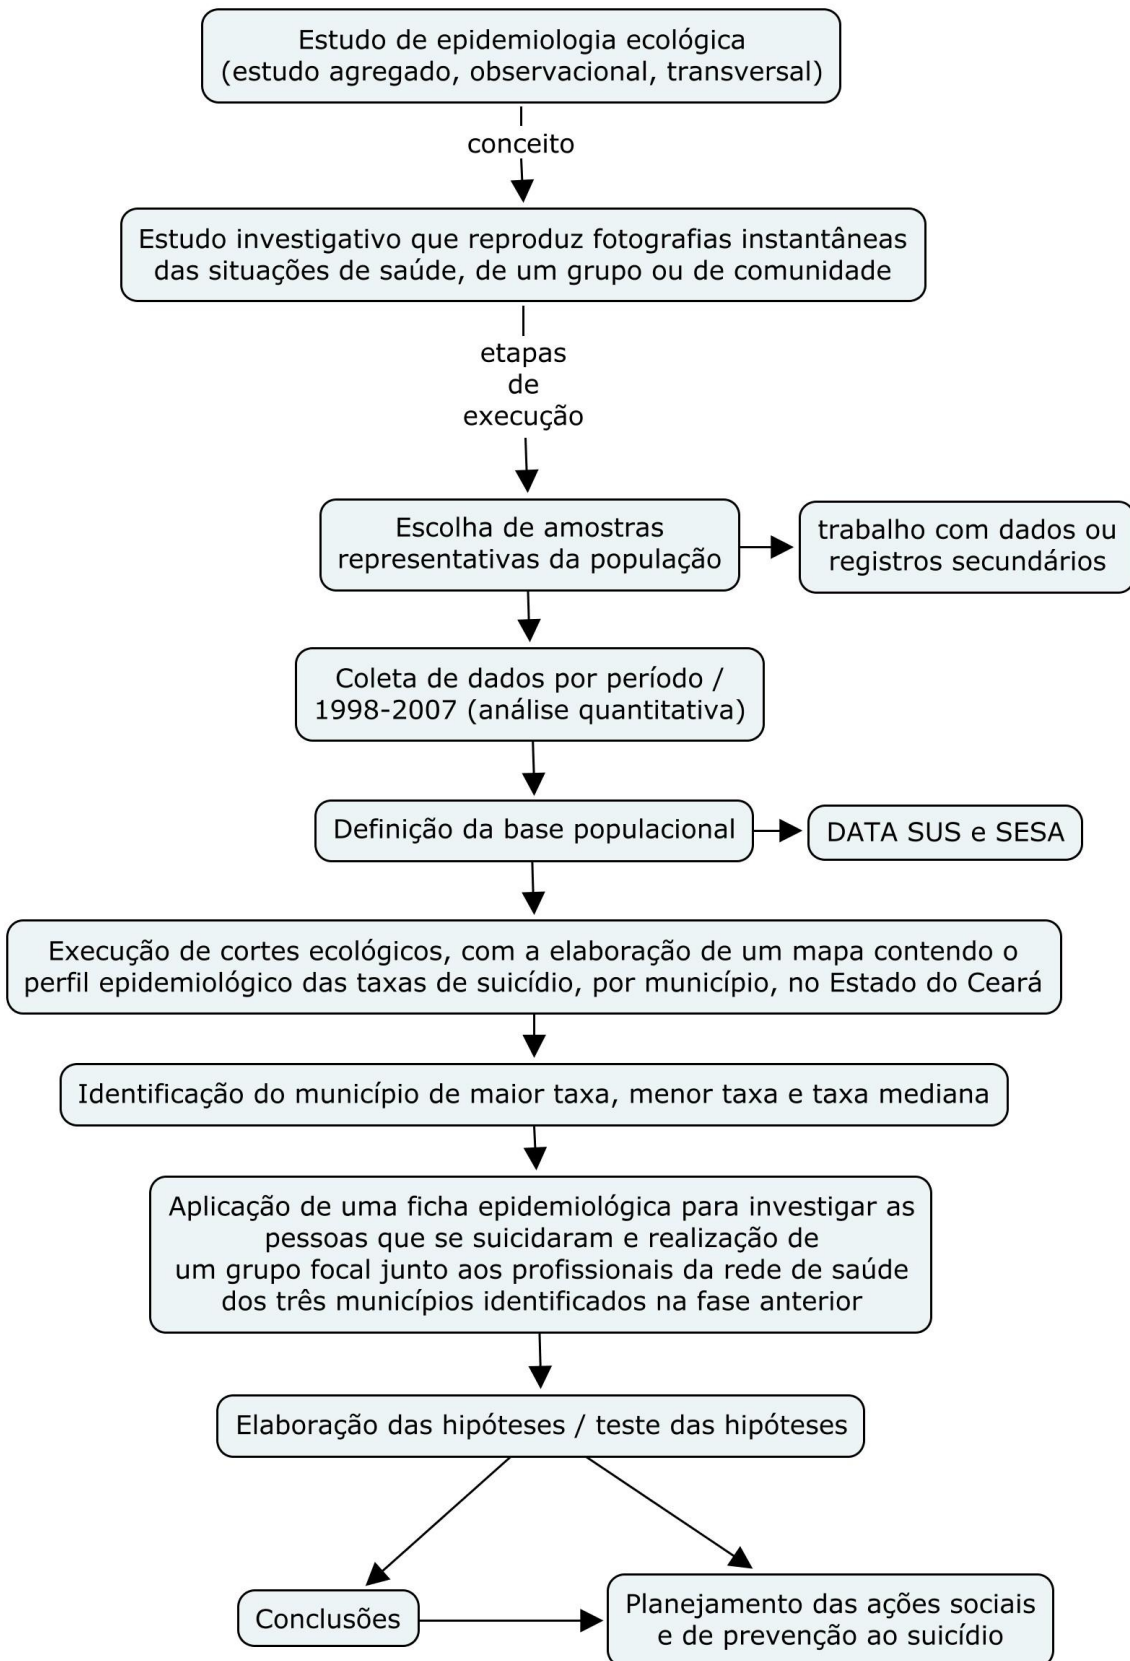 Estudo de epidemiologia ecológica
(estudo agregado, observacional, transversal)
conceito
Estudo investigativo que reproduz fotografias instantâneas
das situações de saúde, de um grupo ou de comunidade
etapas
de
execução
Escolha de amostras
representativas da população
trabalho com dados ou
registros secundários
Coleta de dados por período /
1998-2007 (análise quantitativa)
Definição da base populacional
DATA SUS e SESA
Execução de cortes ecológicos, com a elaboração de um mapa contendo o
perfil epidemiológico das taxas de suicídio, por município, no Estado do Ceará
Identificação do município de maior taxa, menor taxa e taxa mediana
Aplicação de uma ficha epidemiológica para investigar as
pessoas que se suicidaram e realização de
um grupo focal junto aos profissionais da rede de saúde
dos três municípios identificados na fase anterior
Elaboração das hipóteses / teste das hipóteses
Conclusões
Planejamento das ações sociais
e de prevenção ao suicídio